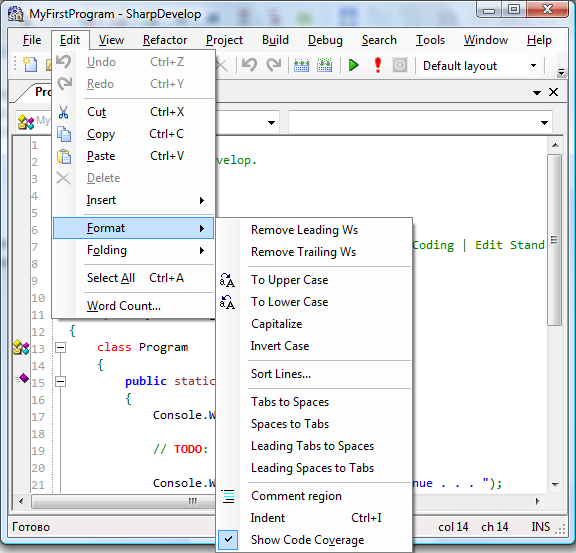 MyFirstProgram - SharpDevelop
File Edit View Refactor Project Build Debug Search Tools Window Help
Default layout
Undo Ctrl+Z
Redo Ctrl+Y
Cut Ctrl+X
Copy Ctrl+C
Paste Ctrl+V
Delete
Insert
Format
Folding
Select All Ctrl+A
Word Count...
Remove Leading Ws
Remove Trailing Ws
To Upper Case
To Lower Case
Capitalize
Invert Case
Sort Lines...
Tabs to Spaces
Spaces to Tabs
Leading Tabs to Spaces
Leading Spaces to Tabs
Comment region
Indent Ctrl+I
Show Code Coverage
Pro
My
1
2 velop.
3
4
5
6
7 Coding | Edit Stand
8
9
10
11
12 {
13 class Program
14 {
15 public static
16 {
17 Console.W
18
19 // TODO:
20
21 Console.W nue . . . ");
Готово col 14 ch 14 INS